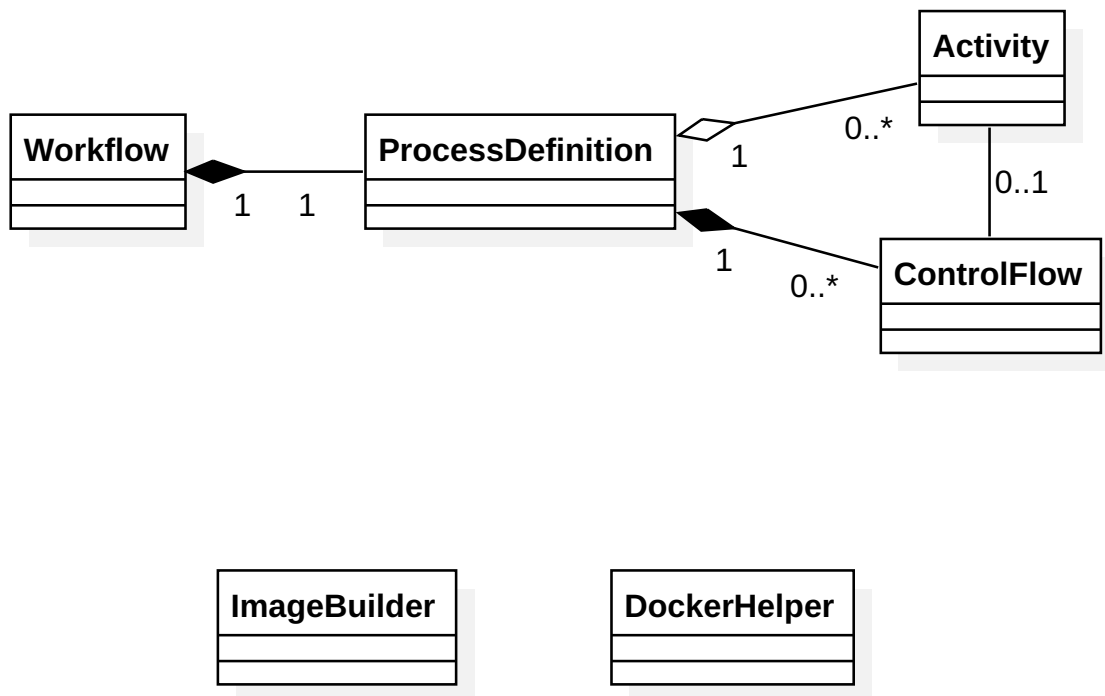 Activity
0..*
Workflow
ProcessDefinition
1
1
1
0..1
1
0..*
ControlFlow
ImageBuilder
DockerHelper